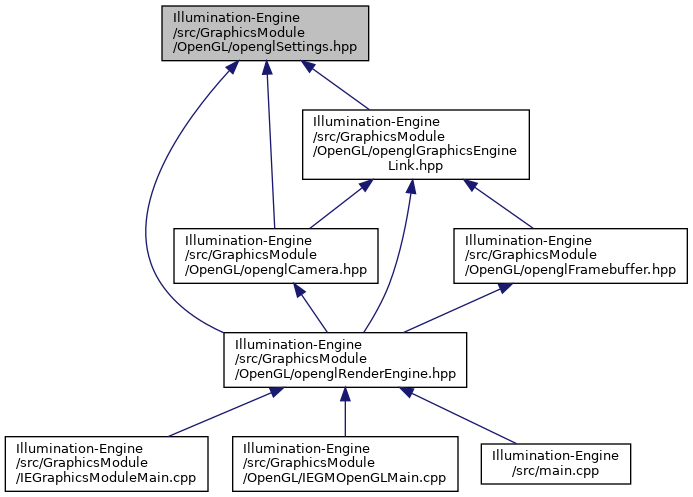 Illumination-Engine
/src/GraphicsModule
/OpenGL/openglSettings.hpp
Illumination-Engine
/src/GraphicsModule
/OpenGL/openglGraphicsEngine
Link.hpp
Illumination-Engine
/src/GraphicsModule
/OpenGL/openglCamera.hpp
Illumination-Engine
/src/GraphicsModule
/OpenGL/openglFramebuffer.hpp
Illumination-Engine
/src/GraphicsModule
/OpenGL/openglRenderEngine.hpp
Illumination-Engine
/src/GraphicsModule
/IEGraphicsModuleMain.cpp
Illumination-Engine
/src/GraphicsModule
/OpenGL/IEGMOpenGLMain.cpp
Illumination-Engine
/src/main.cpp